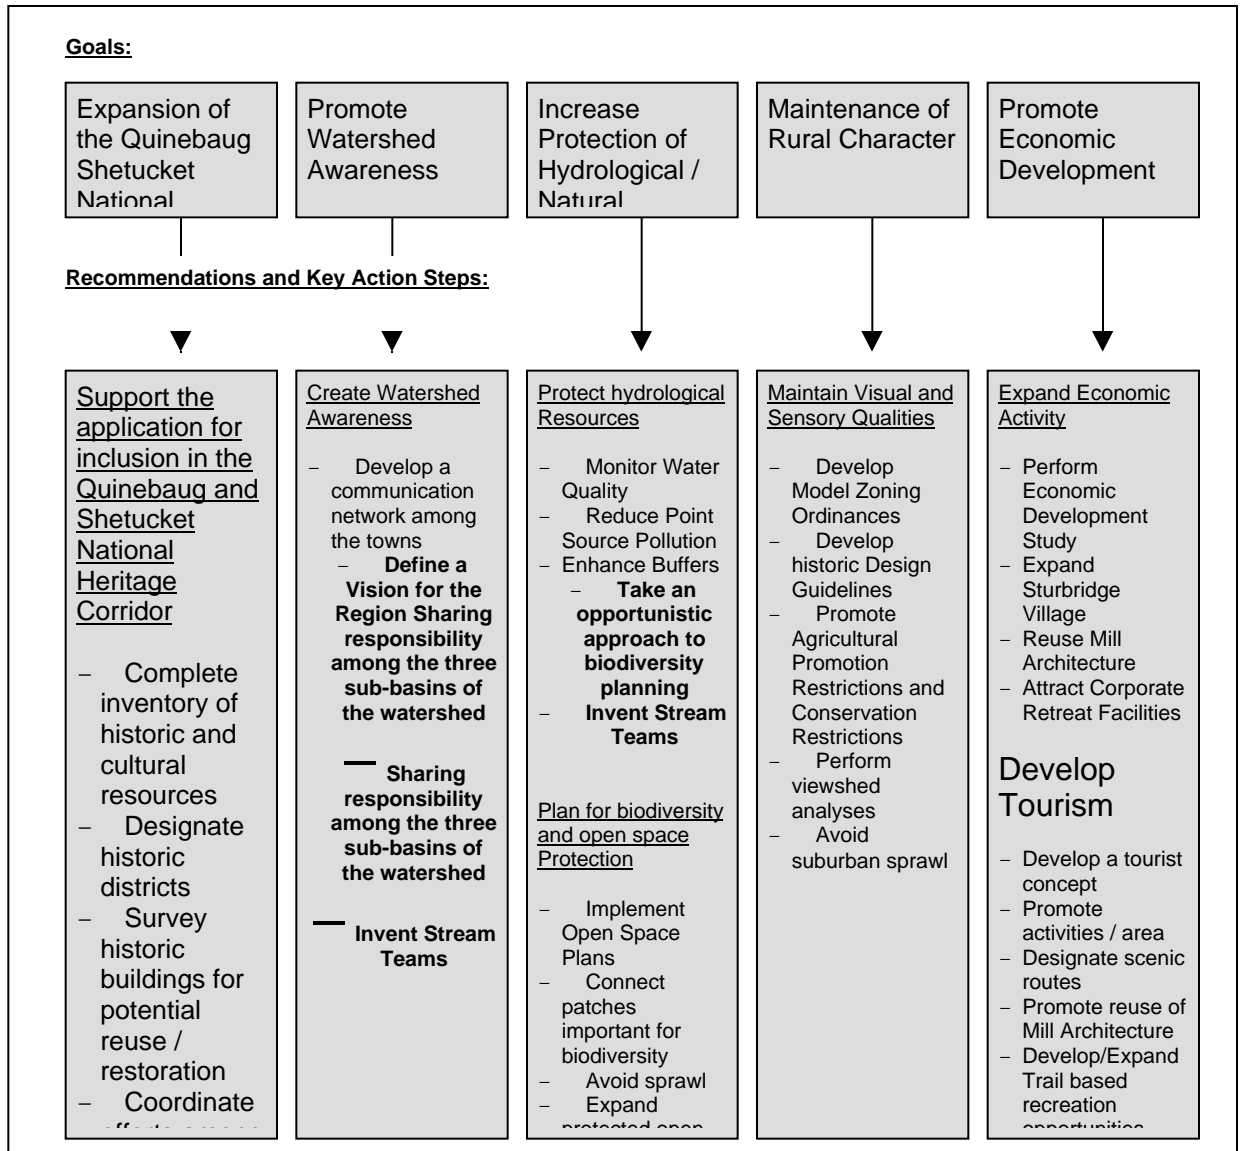 Goals:
Expansion of
the Quinebaug
Shetucket
National
Promote
Watershed
Awareness
Increase
Protection of
Hydrological /
Natural
Maintenance of
Rural Character
Promote
Economic
Development
Recommendations and Key Action Steps:
Support the
application for
inclusion in the
Quinebaug and
Shetucket
National
Heritage
Corridor
– Complete
inventory of
historic and
cultural
resources
– Designate
historic
districts
– Survey
historic
buildings for
potential
reuse /
restoration
– Coordinate
Create Watershed
Awareness
– Develop a
communication
network among
the towns
– Define a
Vision for the
Region Sharing
responsibility
among the three
sub-basins of
the watershed
— Sharing
responsibility
among the three
sub-basins of
the watershed
— Invent Stream
Teams
Protect hydrological
Resources
– Monitor Water
Quality
– Reduce Point
Source Pollution
– Enhance Buffers
– Take an
opportunistic
approach to
biodiversity
planning
– Invent Stream
Teams
Plan for biodiversity
and open space
Protection
– Implement
Open Space
Plans
– Connect
patches
important for
biodiversity
– Avoid sprawl
– Expand
protected open
Maintain Visual and
Sensory Qualities
– Develop
Model Zoning
Ordinances
– Develop
historic Design
Guidelines
– Promote
Agricultural
Promotion
Restrictions and
Conservation
Restrictions
– Perform
viewshed
analyses
– Avoid
suburban sprawl
Expand Economic
Activity
– Perform
Economic
Development
Study
– Expand
Sturbridge
Village
– Reuse Mill
Architecture
– Attract Corporate
Retreat Facilities
Develop
Tourism
– Develop a tourist
concept
– Promote
activities / area
– Designate scenic
routes
– Promote reuse of
Mill Architecture
– Develop/Expand
Trail based
recreation
opportunities